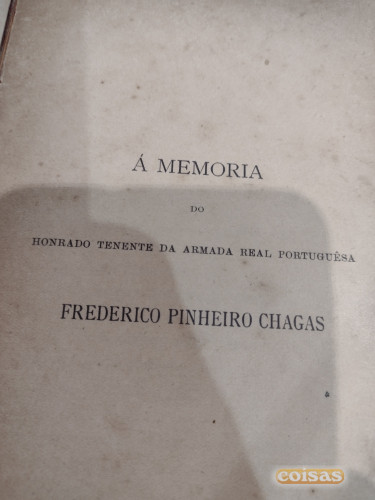 Á MEMORIA
DO
HONRADO TENENTE DA ARMADA REAL PORTUGUÊSA
FREDERICO PINHEIRO CHAGAS
coisas